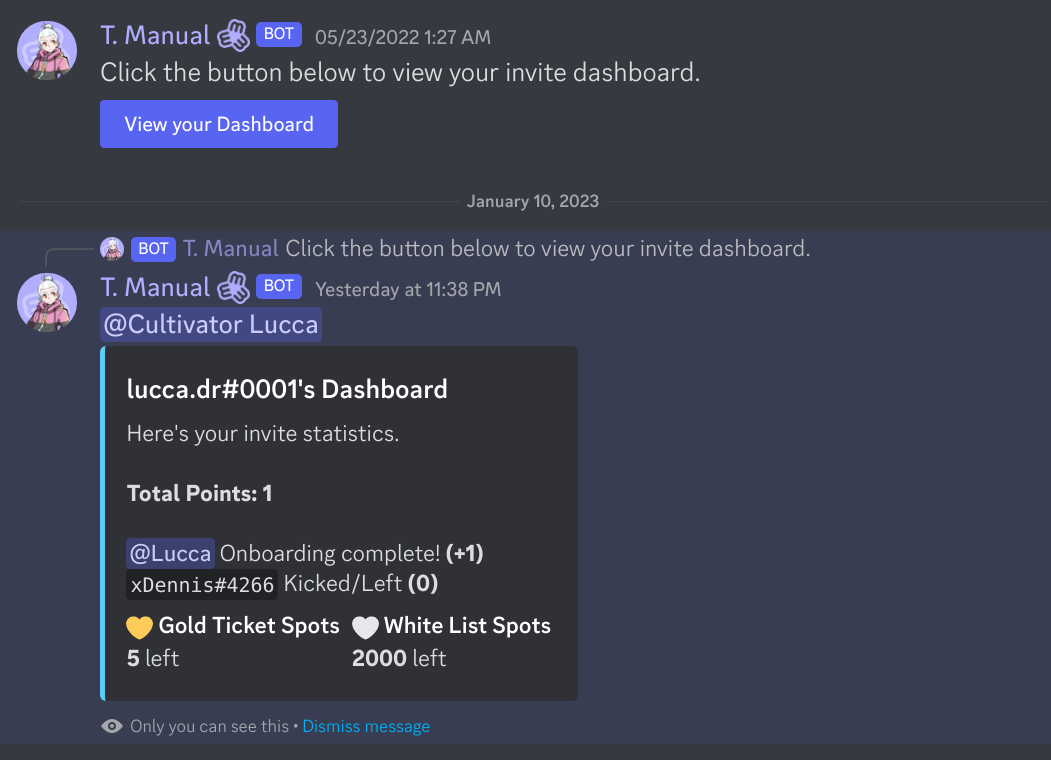 T. Manual BOT 05/23/2022 1:27 AM
Click the button below to view your invite dashboard.
View your Dashboard
January 10, 2023
BOT T. Manual Click the button below to view your invite dashboard.
T. Manual BOT Yesterday at 11:38 PM
@Cultivator Lucca
lucca.dr#0001's Dashboard
Here's your invite statistics.
Total Points: 1
@Lucca Onboarding complete! (+1)
xDennis#4266 Kicked/Left (0)
Gold Ticket Spots White List Spots
5 left 2000 left
Only you can see this • Dismiss message